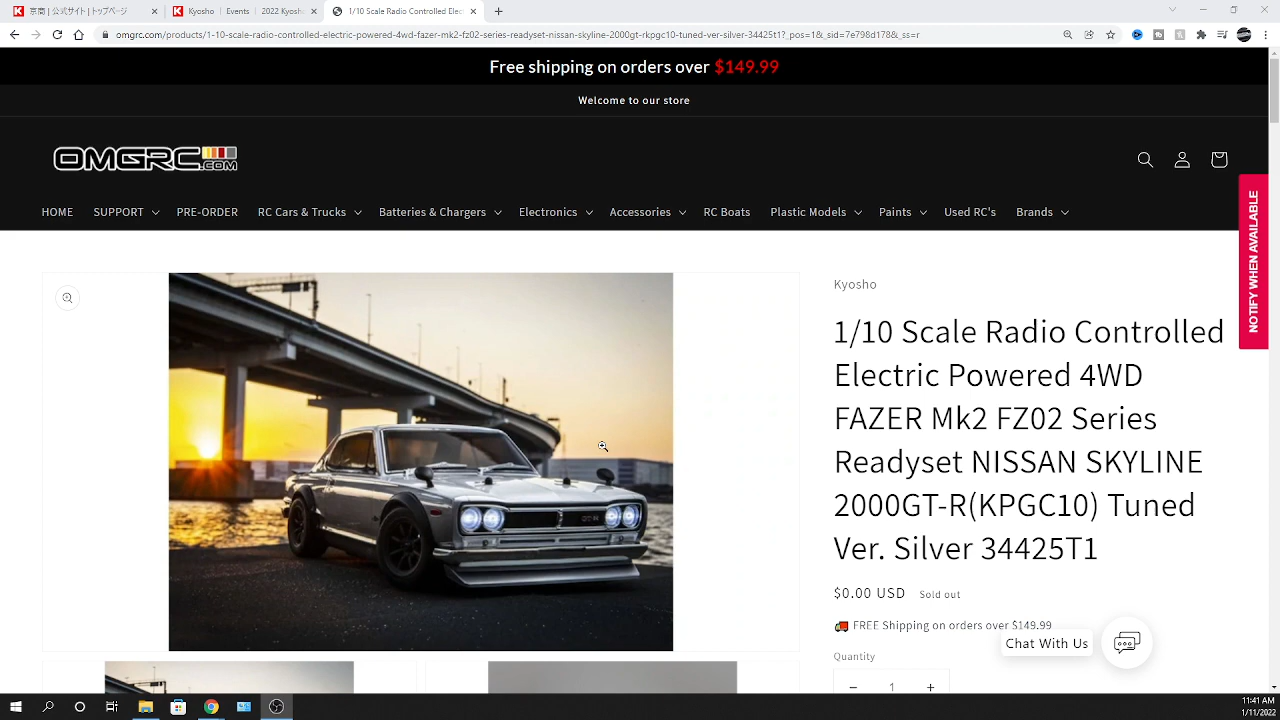 京商 | 公式サイト | トップページ
Kyosho | Events | 2022 Kyosho
1/10 Scale Radio Controlled Elec
omgrc.com/products/1-10-scale-radio-controlled-electric-powered-4wd-fazer-mk2-fz02-series-readyset-nissan-skyline-2000gt-rkpgc10-tuned-ver-silver-34425t1?_pos=1&_sid=7e798d178&_ss=r
Free shipping on orders over $149.99
Welcome to our store
OMGRC.COM
HOME SUPPORT PRE-ORDER RC Cars & Trucks Batteries & Chargers Electronics Accessories RC Boats Plastic Models Paints Used RC's Brands
NOTIFY WHEN AVAILABLE
Kyosho
1/10 Scale Radio Controlled
Electric Powered 4WD
FAZER Mk2 FZ02 Series
Readyset NISSAN SKYLINE
2000GT-R(KPGC10) Tuned
Ver. Silver 34425T1
$0.00 USD Sold out
FREE Shipping on orders over $149.99
Chat With Us
Quantity
− 1 +
11:41 AM
1/11/2022